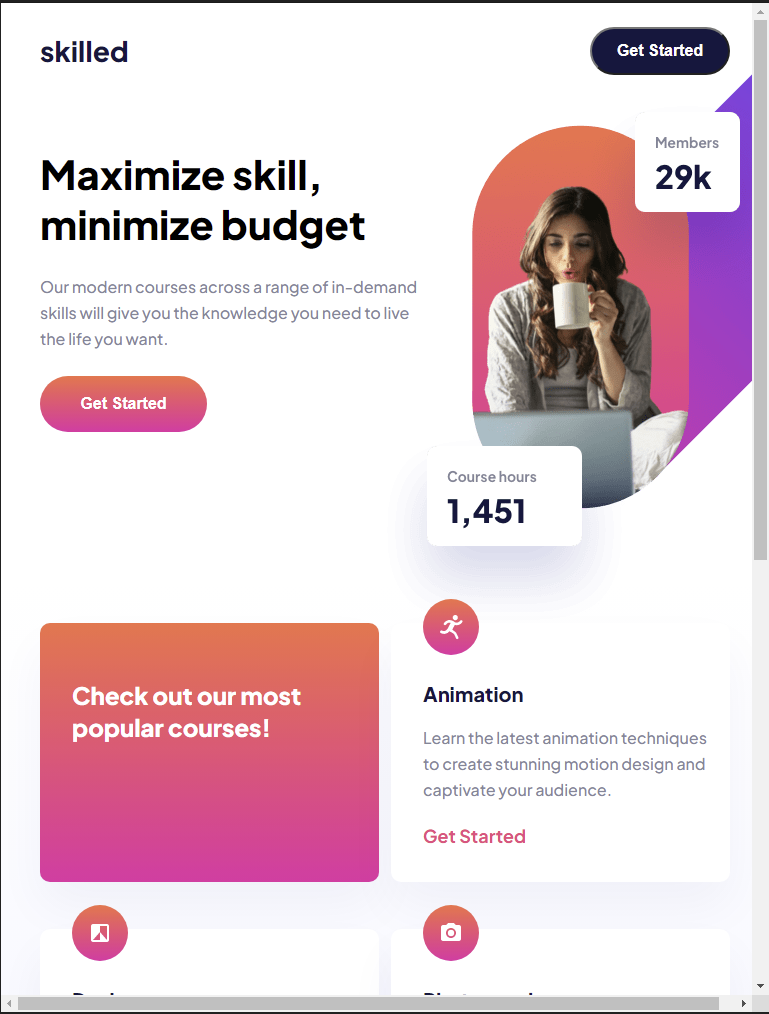 skilled
Get Started
Maximize skill,
minimize budget
Our modern courses across a range of in-demand
skills will give you the knowledge you need to live
the life you want.
Get Started
Members
29k
Course hours
1,451
Check out our most
popular courses!
Animation
Learn the latest animation techniques
to create stunning motion design and
captivate your audience.
Get Started